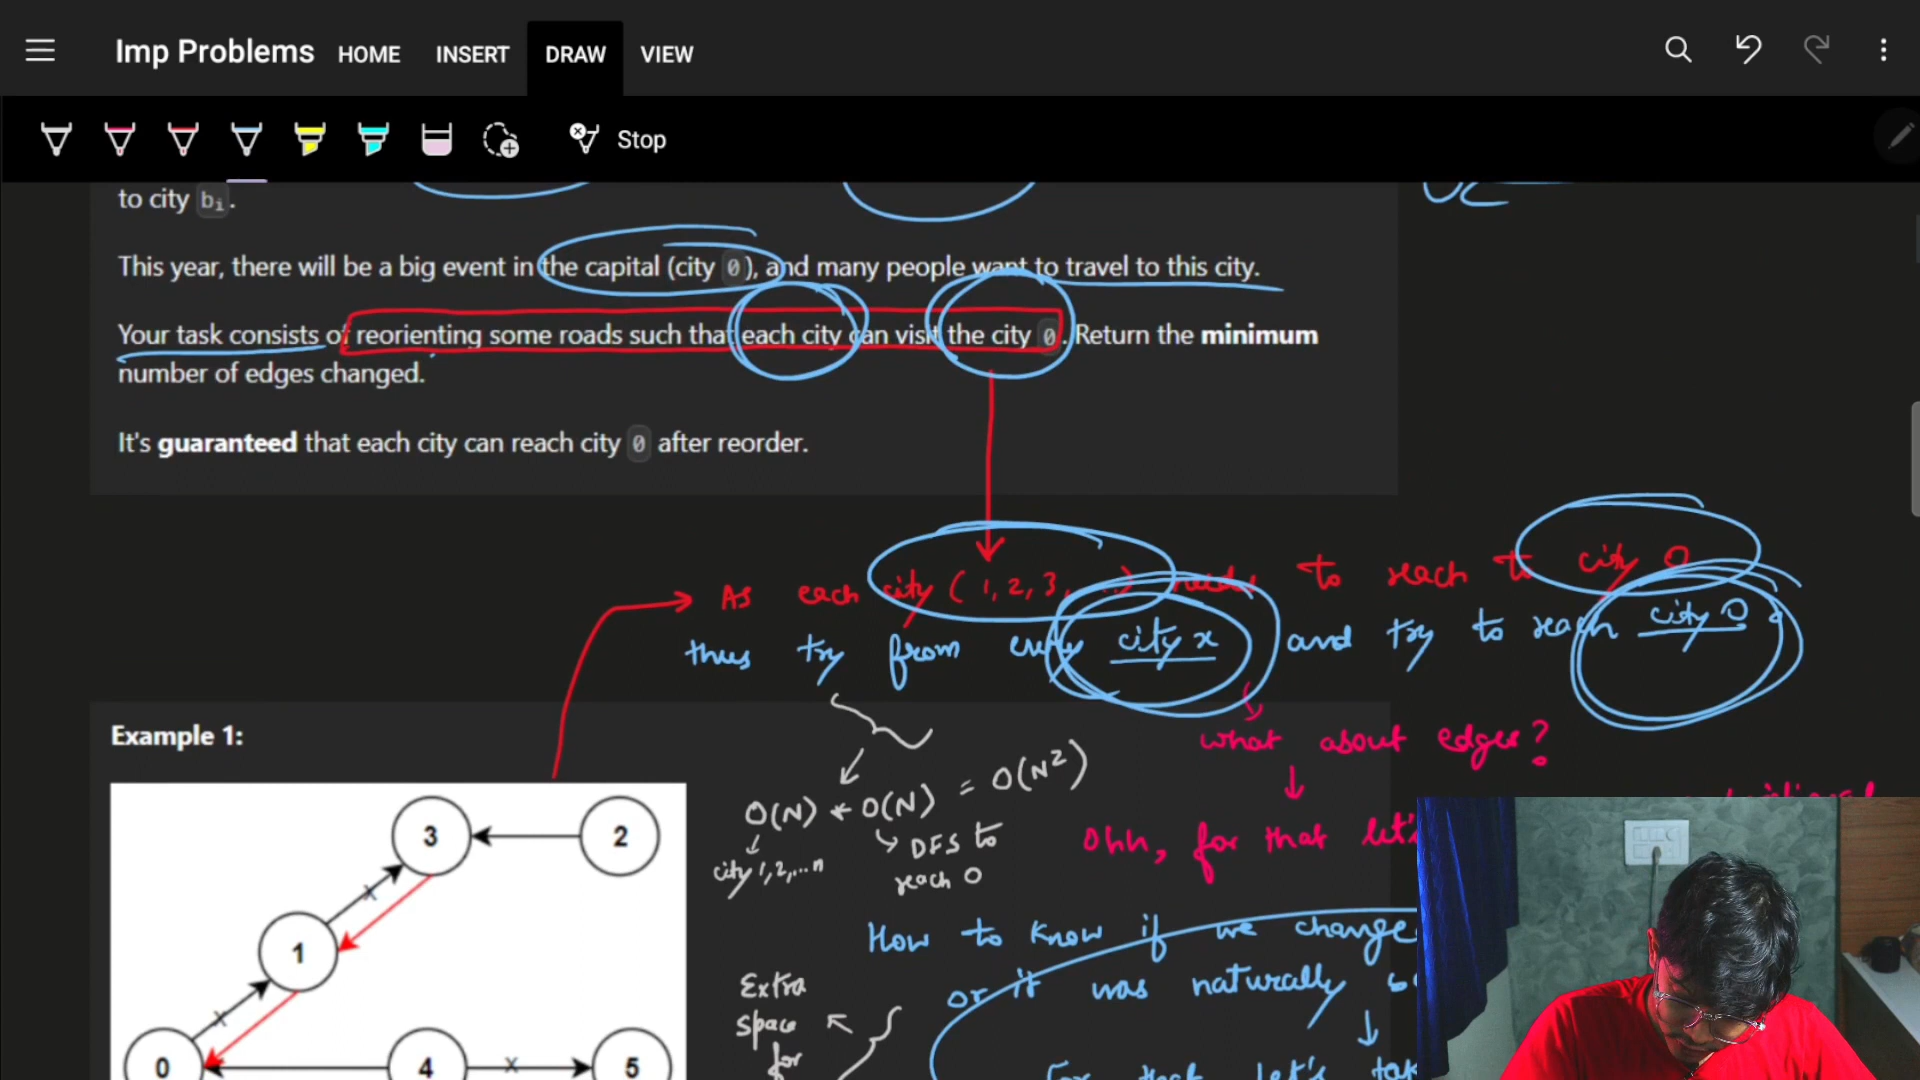 Imp Problems HOME INSERT DRAW VIEW
Stop
to city bi.
This year, there will be a big event in the capital (city 0), and many people want to travel to this city.
Your task consists of reorienting some roads such that each city can visit the city 0. Return the minimum
number of edges changed.
It's guaranteed that each city can reach city 0 after reorder.
As each city (1,2,3, ..) needs to reach to city 0
thus try from every city x and try to reach city 0
Example 1:
what about edges?
O(N) * O(N) = O(N²)
city 1,2,...n
DFS to
reach 0
Ohh, for that let's
How to know if we change
or it was naturally
Extra
space
for
For that let's
3 2
1
0 4 5
x
x
x